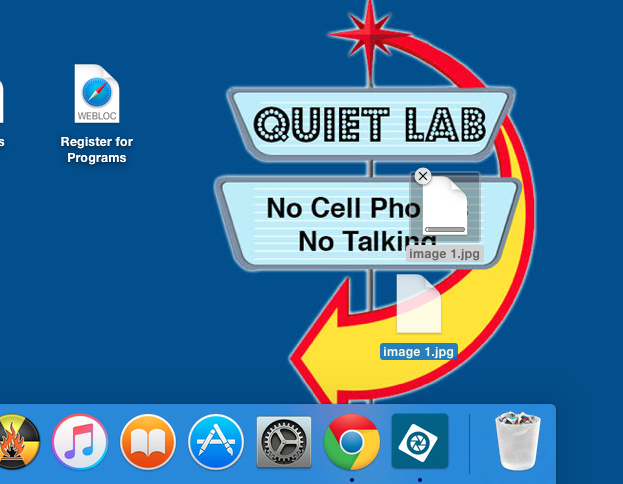 QUIET LAB
WEBLOC
s
Register for
Programs
No Cell Pho s
No Talking
image 1.jpg
image 1.jpg